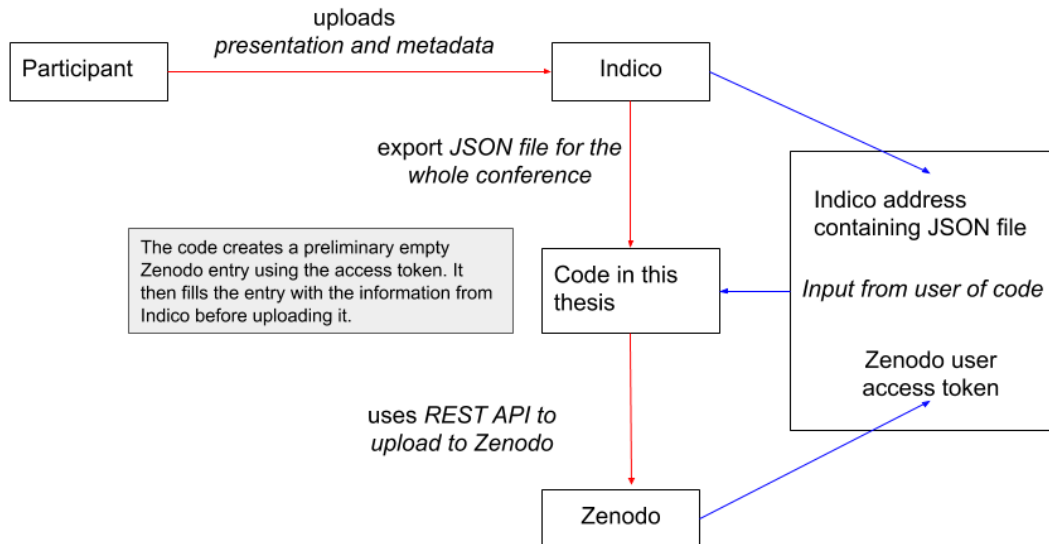 uploads
presentation and metadata
Participant
Indico
export JSON file for the
whole conference
Indico address
containing JSON file
The code creates a preliminary empty
Zenodo entry using the access token. It
then fills the entry with the information from
Indico before uploading it.
Code in this
thesis
Input from user of code
Zenodo user
access token
uses REST API to
upload to Zenodo
Zenodo